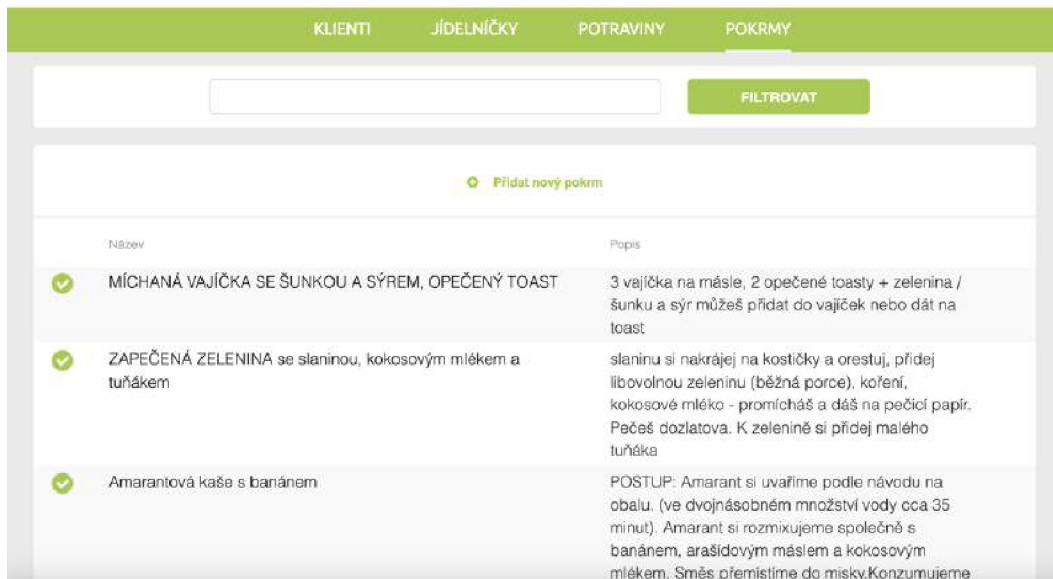 KLIENTI JÍDELNÍČKY POTRAVINY POKRMY
FILTROVAT
Přidat nový pokrm
Název Popis
MÍCHANÁ VAJÍČKA SE ŠUNKOU A SÝREM, OPEČENÝ TOAST
3 vajíčka na másle, 2 opečené toasty + zelenina /
šunku a sýr můžeš přidat do vajíček nebo dát na
toast
ZAPEČENÁ ZELENINA se slaninou, kokosovým mlékem a
tuňákem
slaninu si nakrájej na kostičky a orestuj, přidej
libovolnou zeleninu (běžná porce), koření,
kokosové mléko - promícháš a dáš na pečicí papír.
Pečeš dozlatova. K zelenině si přidej malého
tuňáka
Amarantová kaše s banánem
POSTUP: Amarant si uvaříme podle návodu na
obalu. (ve dvojnásobném množství vody cca 35
minut). Amarant si rozmixujeme společně s
banánem, arašídovým máslem a kokosovým
mlékem. Směs přemístíme do misky.Konzumujeme